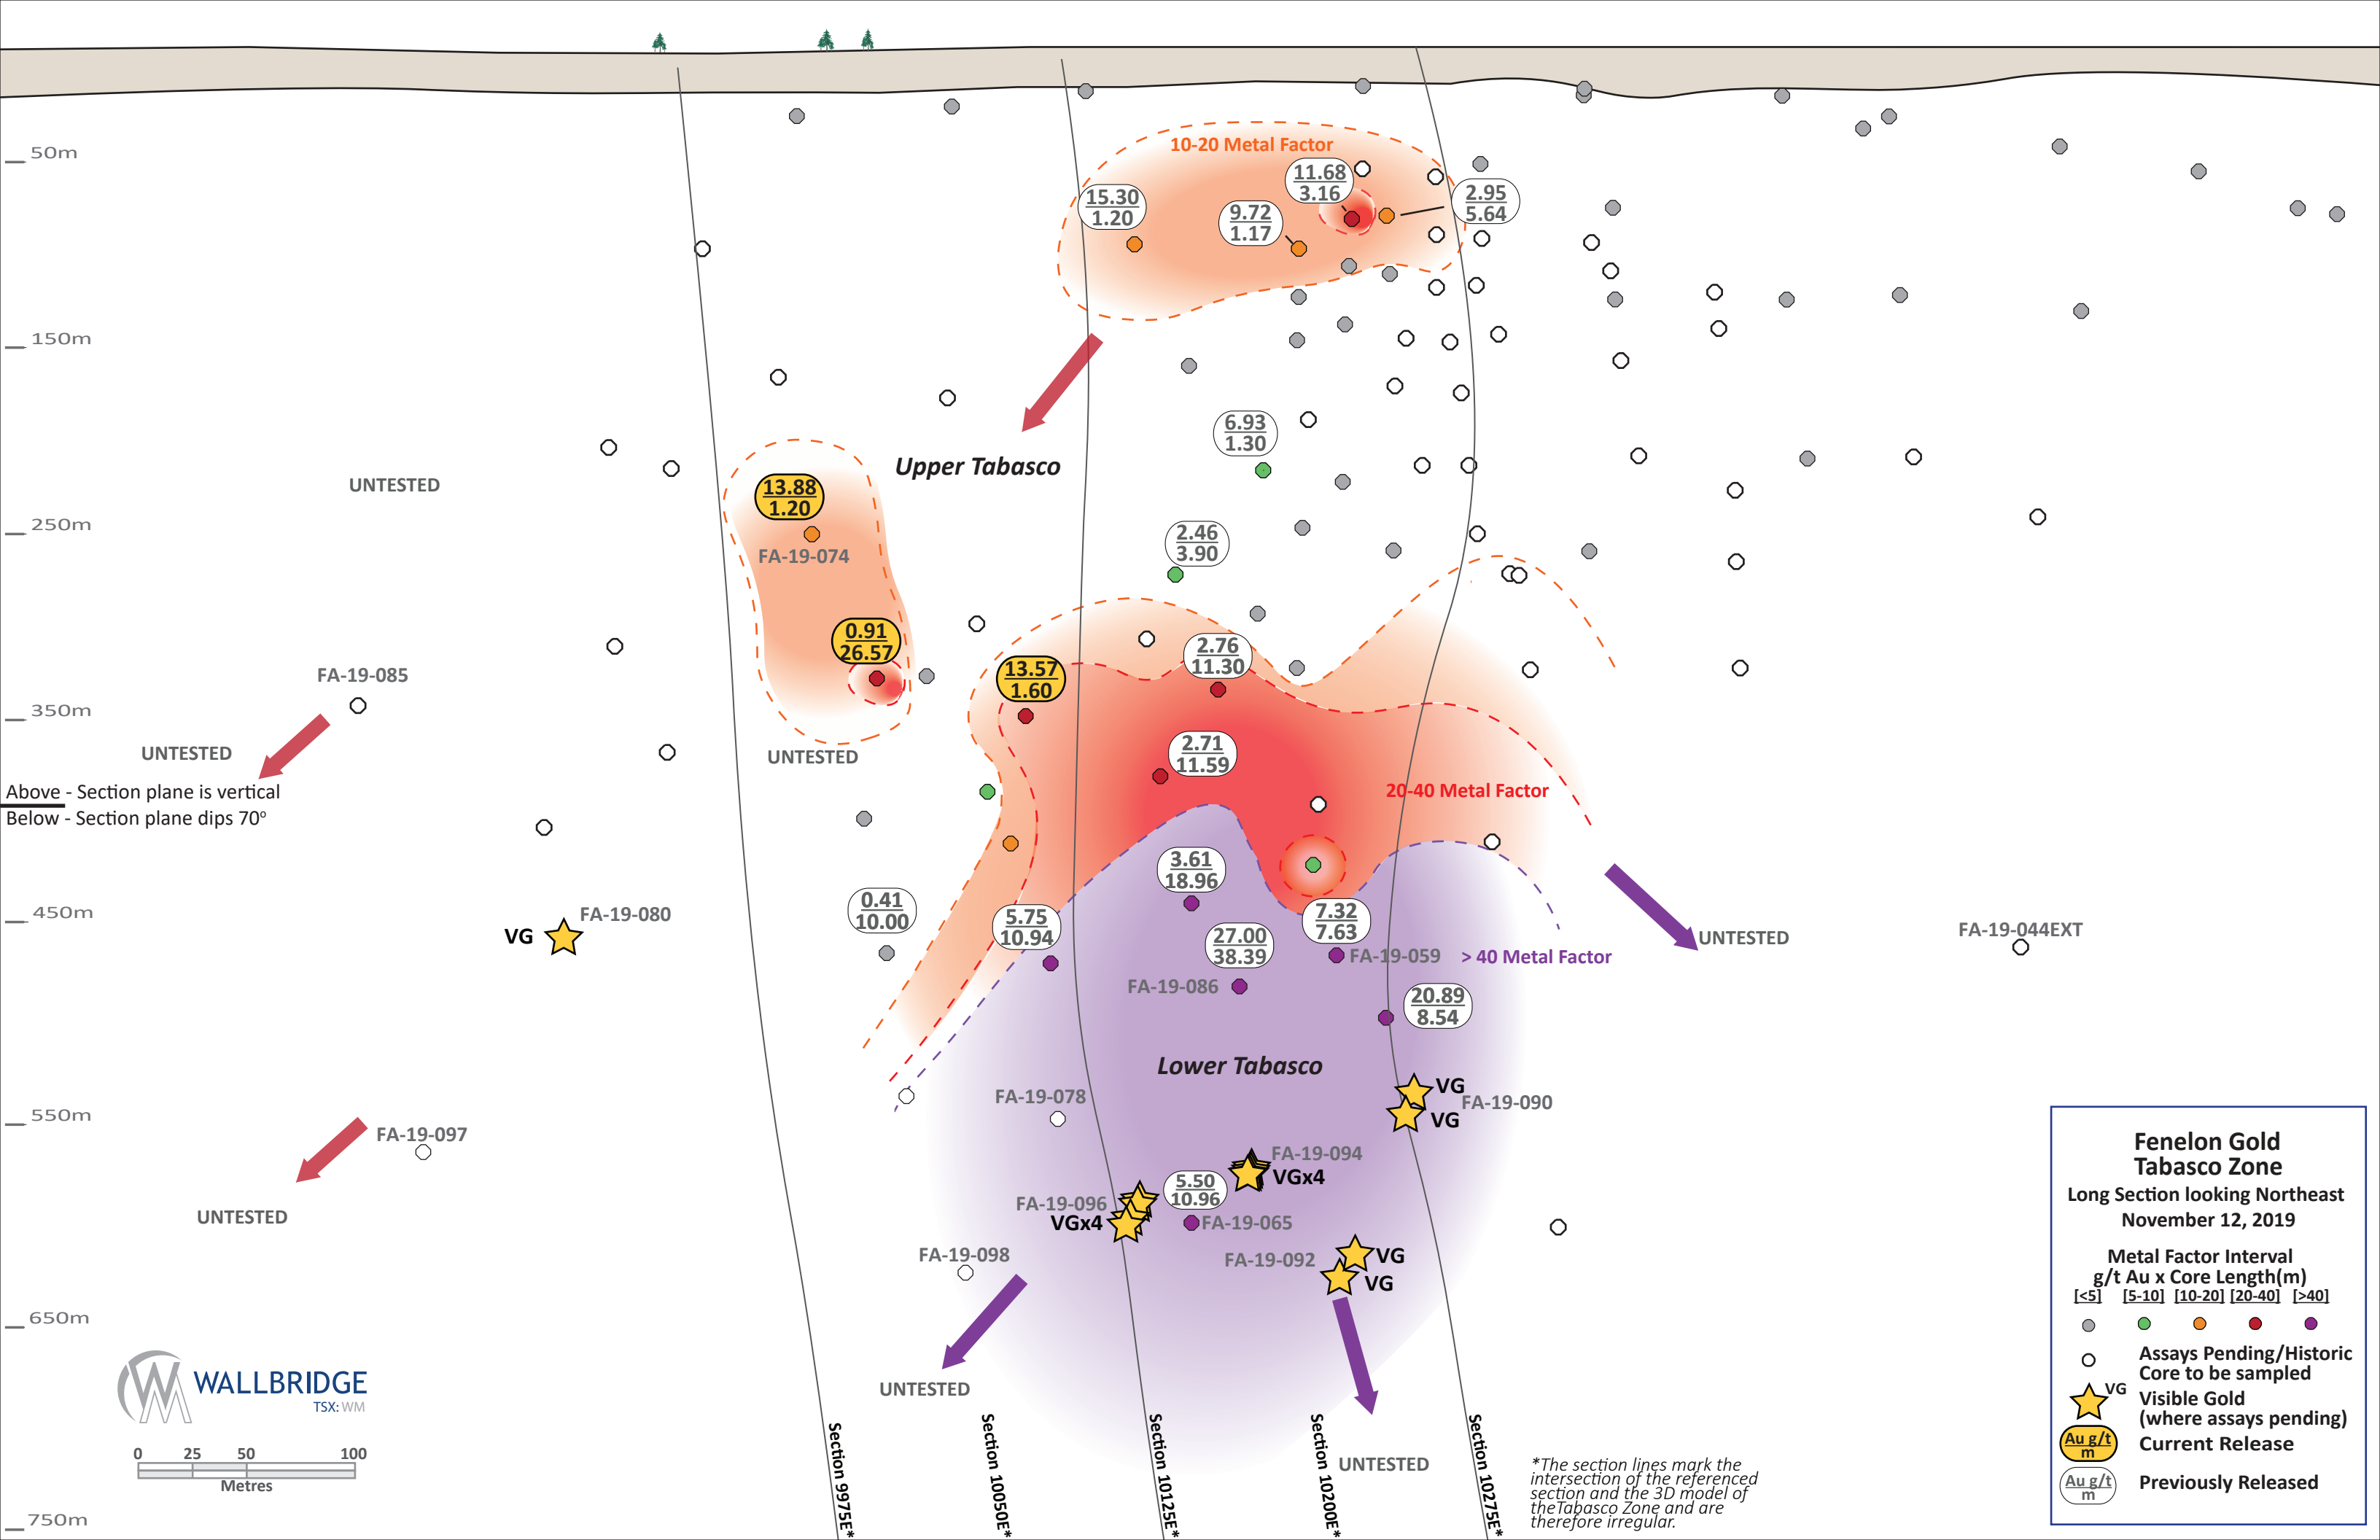 10-20 Metal Factor
50m
11.68
3.16
15.30
1.20
9.72
1.17
2.95
5.64
150m
6.93
1.30
Upper Tabasco
UNTESTED
13.88
1.20
250m
2.46
3.90
FA-19-074
0.91
26.57
2.76
11.30
FA-19-085
13.57
1.60
350m
UNTESTED
UNTESTED
2.71
11.59
Above - Section plane is vertical
Below - Section plane dips 70º
20-40 Metal Factor
3.61
18.96
0.41
10.00
450m
FA-19-080
VG
5.75
10.94
7.32
7.63
27.00
38.39
FA-19-059
> 40 Metal Factor
UNTESTED
FA-19-044EXT
FA-19-086
20.89
8.54
Lower Tabasco
FA-19-078
VG
FA-19-090
VG
550m
FA-19-097
FA-19-094
VGx4
5.50
10.96
FA-19-096
VGx4
FA-19-065
UNTESTED
FA-19-098
FA-19-092
VG
VG
650m
UNTESTED
UNTESTED
WALLBRIDGE
TSX: WM
0 25 50 100
Metres
Section 9975E*
Section 10050E*
Section 10125E*
Section 10200E*
Section 10275E*
*The section lines mark the
intersection of the referenced
section and the 3D model of
theTabasco Zone and are
therefore irregular.
750m
Fenelon Gold
Tabasco Zone
Long Section looking Northeast
November 12, 2019
Metal Factor Interval
g/t Au x Core Length(m)
[<5] [5-10] [10-20] [20-40] [>40]
Assays Pending/Historic
Core to be sampled
VG
Visible Gold
(where assays pending)
Au g/t
m
Current Release
Au g/t
m
Previously Released